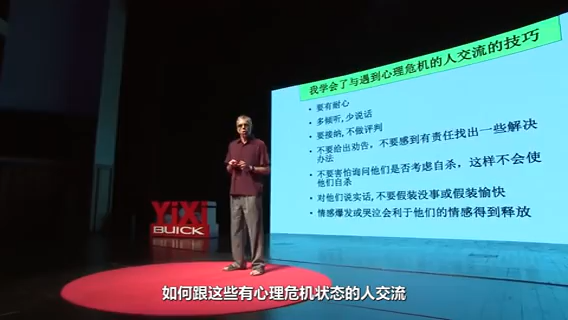 我学会了与遇到心理危机的人交流的技巧
• 要有耐心
• 多倾听,少说话
• 要接纳,不做评判
• 不要给出劝告，不要感到有责任找出一些解决
办法
• 不要害怕询问他们是否考虑自杀，这样不会使
他们自杀
• 对他们说实话,不要假装没事或假装愉快
• 情感爆发或哭泣会利于他们的情感得到释放
YiXi
BUICK
如何跟这些有心理危机状态的人交流